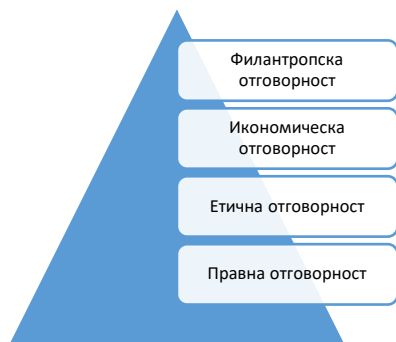 Филантропска
отговорност
Икономическа
отговорност
Етична отговорност
Правна отговорност